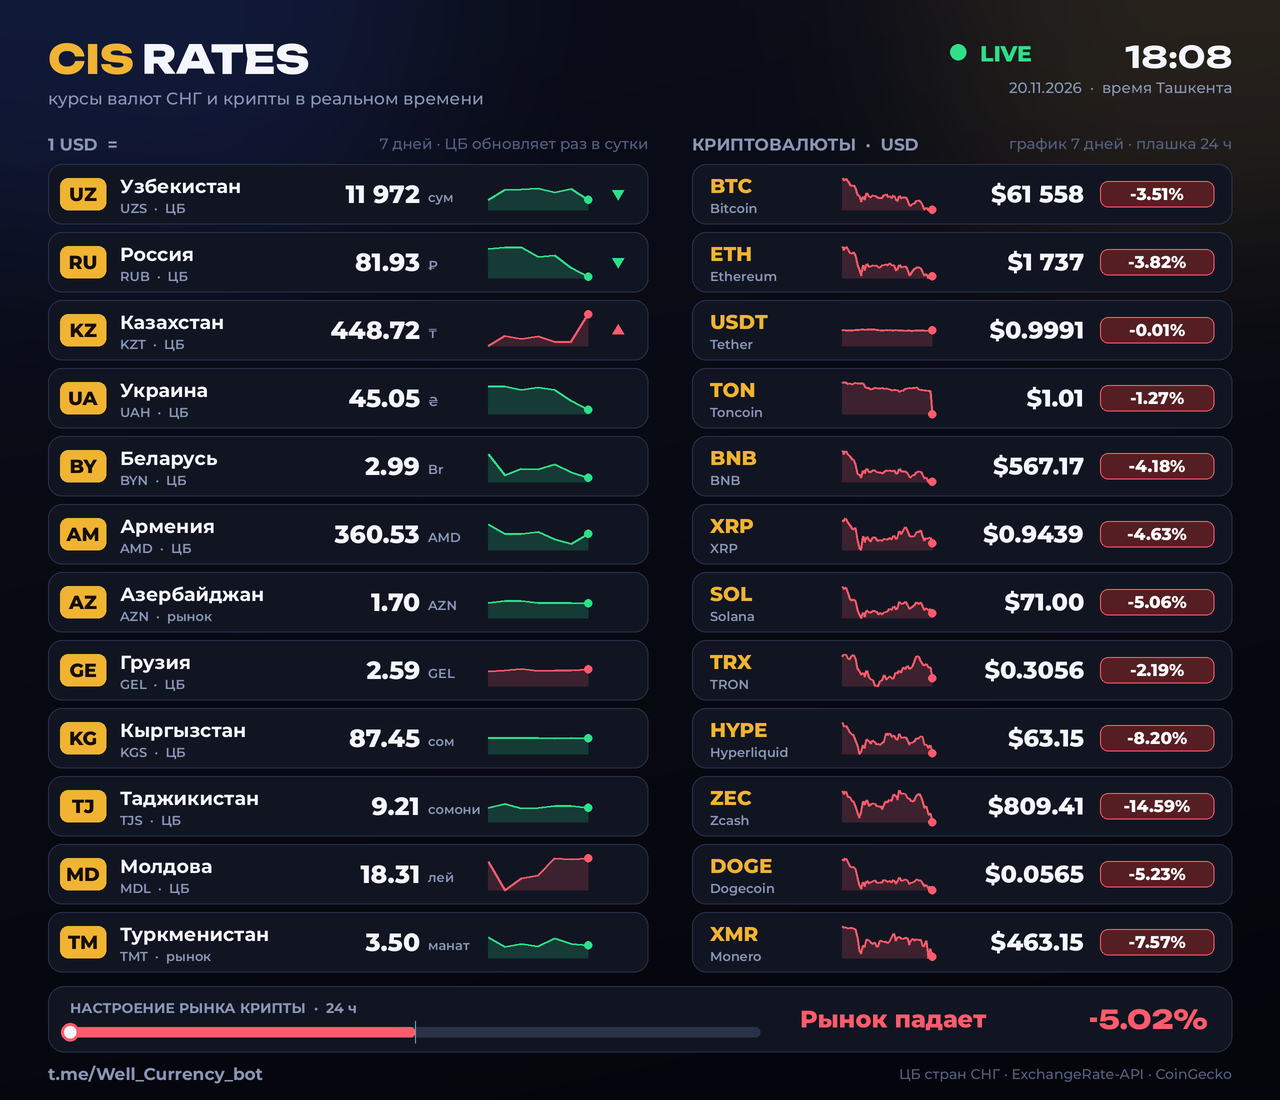 CIS RATES
курсы валют СНГ и крипты в реальном времени
LIVE 18:08
20.11.2026 · время Ташкента
1 USD = 7 дней · ЦБ обновляет раз в сутки
UZ Узбекистан 11 972 сум
UZS · ЦБ
RU Россия 81.93 ₽
RUB · ЦБ
KZ Казахстан 448.72 ₸
KZT · ЦБ
UA Украина 45.05 ₴
UAH · ЦБ
BY Беларусь 2.99 Br
BYN · ЦБ
AM Армения 360.53 AMD
AMD · ЦБ
AZ Азербайджан 1.70 AZN
AZN · рынок
GE Грузия 2.59 GEL
GEL · ЦБ
KG Кыргызстан 87.45 сом
KGS · ЦБ
TJ Таджикистан 9.21 сомони
TJS · ЦБ
MD Молдова 18.31 лей
MDL · ЦБ
TM Туркменистан 3.50 манат
TMT · рынок
КРИПТОВАЛЮТЫ · USD график 7 дней · плашка 24 ч
BTC $61 558 -3.51%
Bitcoin
ETH $1 737 -3.82%
Ethereum
USDT $0.9991 -0.01%
Tether
TON $1.01 -1.27%
Toncoin
BNB $567.17 -4.18%
BNB
XRP $0.9439 -4.63%
XRP
SOL $71.00 -5.06%
Solana
TRX $0.3056 -2.19%
TRON
HYPE $63.15 -8.20%
Hyperliquid
ZEC $809.41 -14.59%
Zcash
DOGE $0.0565 -5.23%
Dogecoin
XMR $463.15 -7.57%
Monero
НАСТРОЕНИЕ РЫНКА КРИПТЫ · 24 ч
Рынок падает -5.02%
t.me/Well_Currency_bot
ЦБ стран СНГ · ExchangeRate-API · CoinGecko